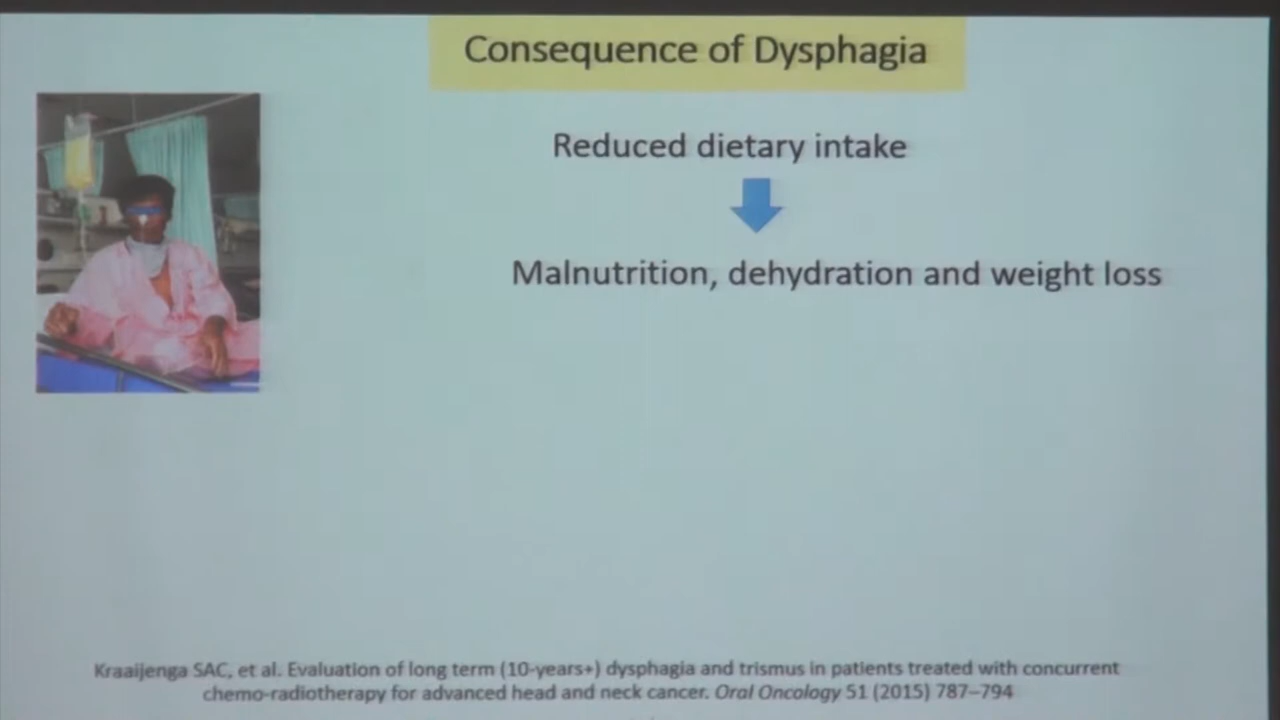 Consequence of Dysphagia
Reduced dietary intake
Malnutrition, dehydration and weight loss
Kraaijenga SAC, et al. Evaluation of long term (10-years+) dysphagia and trismus in patients treated with concurrent
chemo-radiotherapy for advanced head and neck cancer. Oral Oncology 51 (2015) 787–794